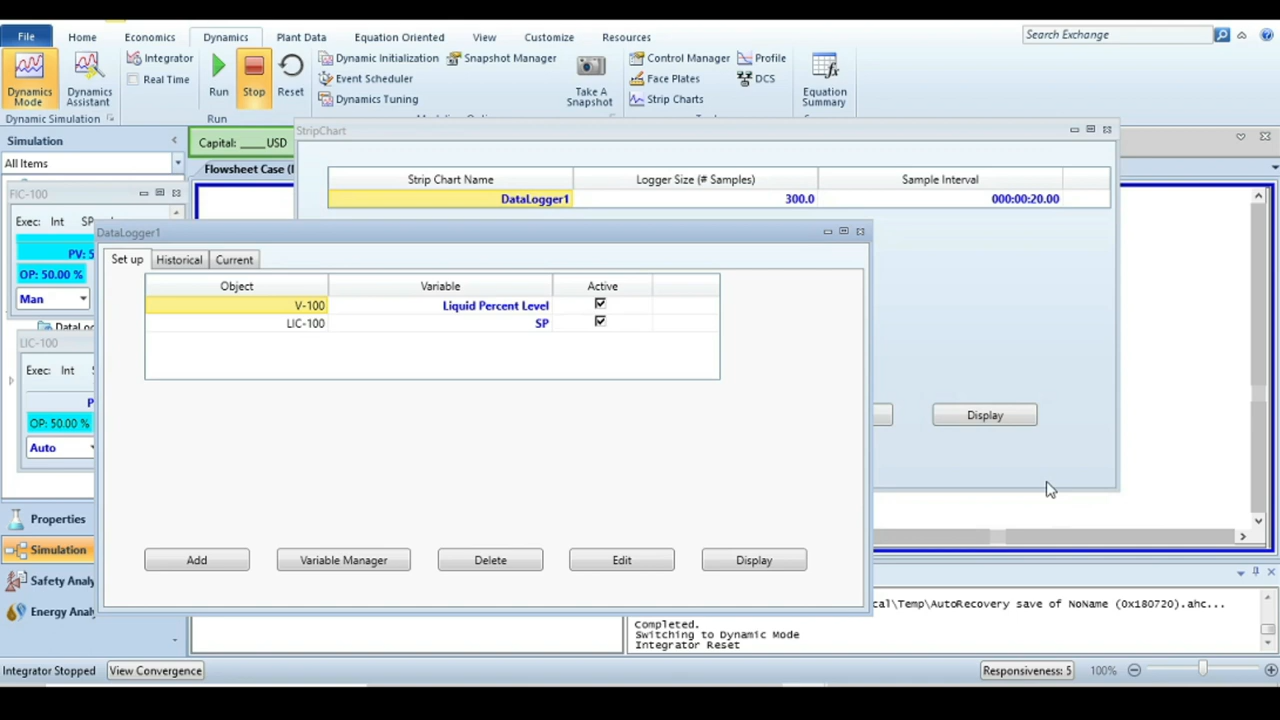 File Home Economics Dynamics Plant Data Equation Oriented View Customize Resources Search Exchange
Dynamics Mode
Dynamics Assistant
Integrator
Real Time
Run
Stop
Reset
Dynamic Initialization
Event Scheduler
Dynamics Tuning
Snapshot Manager
Take A Snapshot
Control Manager
Face Plates
Strip Charts
Profile
DCS
Equation Summary
Dynamic Simulation
Run
Simulation
All Items
Capital: ____USD
Flowsheet Case (
StripChart
Strip Chart Name Logger Size (# Samples) Sample Interval
DataLogger1 300.0 000:00:20.00
Display
FIC-100
Exec: Int
PV: 5
OP: 50.00 %
Man
LIC-100
Exec: Int
OP: 50.00 %
Auto
DataLogger1
Set up Historical Current
Object Variable Active
V-100 Liquid Percent Level
LIC-100 SP
Add Variable Manager Delete Edit Display
Properties
Simulation
Safety Analy
Energy Analy
cal\Temp\AutoRecovery save of NoName (0x180720).ahc...
Completed.
Switching to Dynamic Mode
Integrator Reset
Integrator Stopped View Convergence Responsiveness: 5 100%